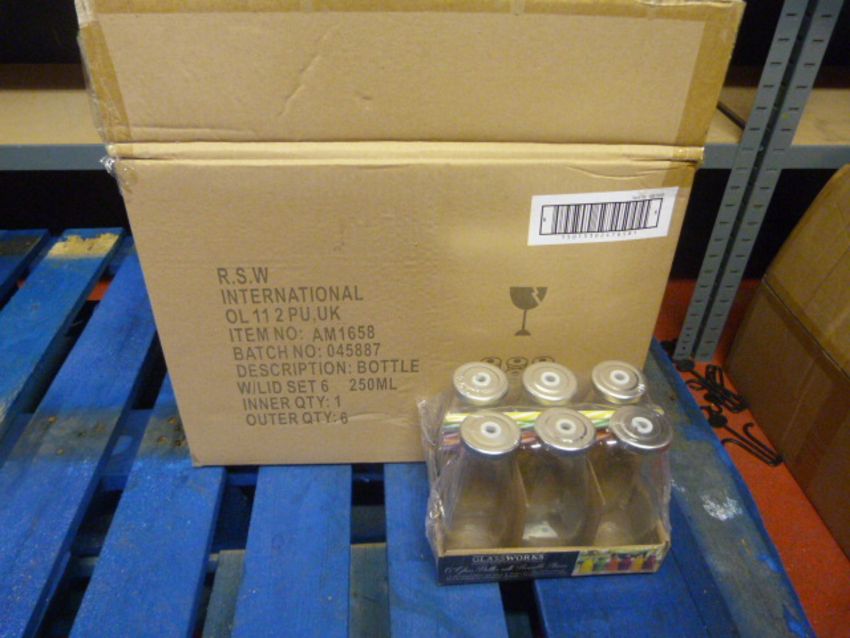 R.S.W
INTERNATIONAL
OL 11 2 PU,UK
ITEM NO: AM1658
BATCH NO: 045887
DESCRIPTION: BOTTLE
W/LID SET 6 250ML
INNER QTY: 1
OUTER QTY: 6
GLASSWORKS